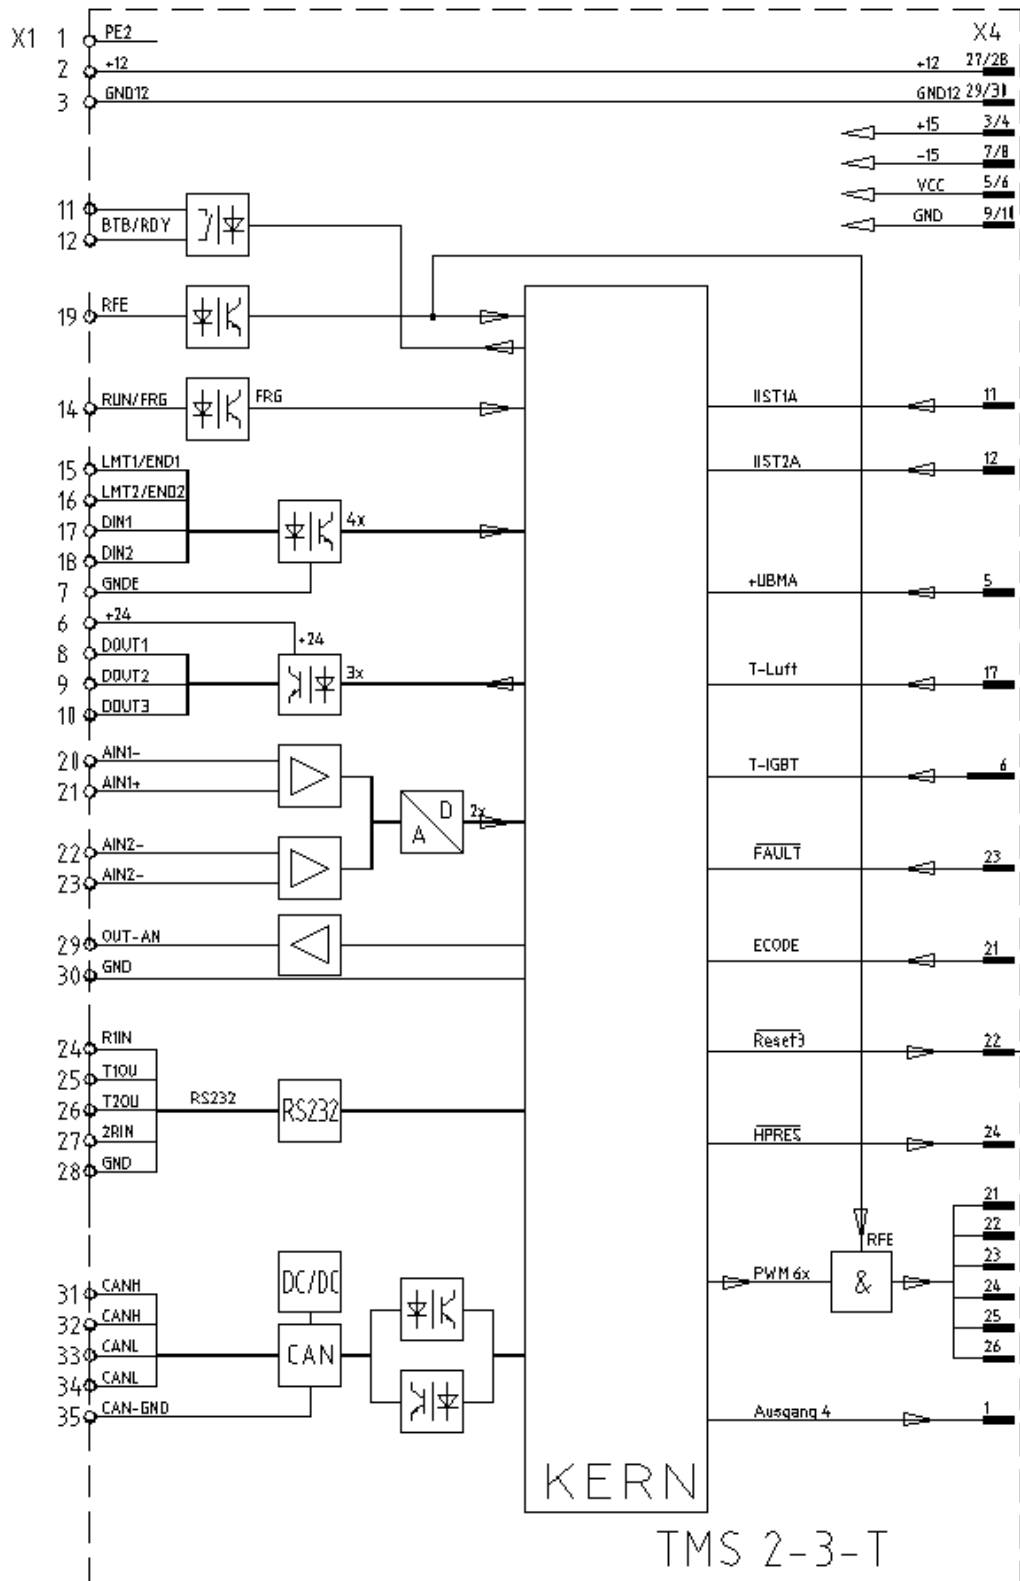 X1 1 PE2 X4
2 +12 +12 27/28
3 GND12 GND12 29/31
+15 3/4
-15 7/8
VCC 5/6
GND 9/10
11
12 BTB/RDY
19 RFE
14 RUN/FRG FRG IIST1A 11
15 LMT1/END1 IIST2A 12
16 LMT2/END2
17 DIN1 4x
18 DIN2
7 GNDE +UBMA 5
6 +24
+24
8 DOUT1
9 DOUT2 3x T-Luft 17
10 DOUT3
20 AIN1- T-IGBT 6
21 AIN1+
D 2x
A
22 AIN2- FAULT 23
23 AIN2-
29 OUT-AN ECODE 21
30 GND
24 R1IN Reset3 22
25 T1OU
26 T2OU RS232 RS232
27 2RIN HPRES 24
28 GND
21
22
RFE
23
DC/DC PWM 6x &
31 CANH 24
32 CANH 25
33 CANL CAN 26
34 CANL
35 CAN-GND Ausgang 4 1
KERN
TMS 2-3-T